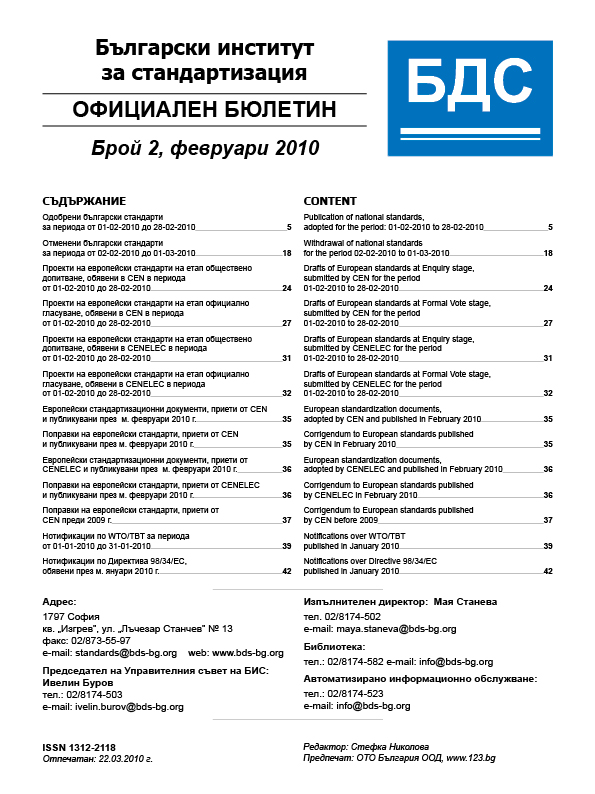 Български институт
за стандартизация
ОФИЦИАЛЕН БЮЛЕТИН
Брой 2, февруари 2010
БДС
СЪДЪРЖАНИЕ
Одобрени български стандарти
за периода от 01-02-2010 до 28-02-2010 5
Отменени български стандарти
за периода от 02-02-2010 до 01-03-2010 18
Проекти на европейски стандарти на етап обществено
допитване, обявени в CEN в периода
от 01-02-2010 до 28-02-2010 24
Проекти на европейски стандарти на етап официално
гласуване, обявени в CEN в периода
от 01-02-2010 до 28-02-2010 27
Проекти на европейски стандарти на етап обществено
допитване, обявени в CENELEC в периода
от 01-02-2010 до 28-02-2010 31
Проекти на европейски стандарти на етап официално
гласуване, обявени в CENELEC в периода
от 01-02-2010 до 28-02-2010 32
Европейски стандартизационни документи, приети от CEN
и публикувани през м. февруари 2010 г. 35
Поправки на европейски стандарти, приети от CEN
и публикувани през м. февруари 2010 г. 35
Европейски стандартизационни документи, приети от
CENELEC и публикувани през м. февруари 2010 г. 36
Поправки на европейски стандарти, приети от CENELEC
и публикувани през м. февруари 2010 г. 36
Поправки на европейски стандарти, приети от
CEN преди 2009 г. 37
Нотификации по WTO/TBT за периода
от 01-01-2010 до 31-01-2010 39
Нотификации по Директива 98/34/ЕС,
обявени през м. януари 2010 г. 42
CONTENT
Publication of national standards,
adopted for the period: 01-02-2010 to 28-02-2010 5
Withdrawal of national standards
for the period 02-02-2010 to 01-03-2010 18
Drafts of European standards at Enquiry stage,
submitted by CEN for the period
01-02-2010 to 28-02-2010 24
Drafts of European standards at Formal Vote stage,
submitted by CEN for the period
01-02-2010 to 28-02-2010 27
Drafts of European standards at Enquiry stage,
submitted by CENELEC for the period
01-02-2010 to 28-02-2010 31
Drafts of European standards at Formal Vote stage,
submitted by CENELEC for the period
01-02-2010 to 28-02-2010 32
European standardization documents,
adopted by CEN and published in February 2010 35
Corrigendum to European standards published
by CEN in February 2010 35
European standardization documents,
adopted by CENELEC and published in February 2010 36
Corrigendum to European standards published
by CENELEC in February 2010 36
Corrigendum to European standards published
by CEN before 2009 37
Notifications over WTO/TBT
published in January 2010 39
Notifications over Directive 98/34/EC
published in January 2010 42
Адрес:
1797 София
кв. „Изгрев”, ул. „Лъчезар Станчев” № 13
факс: 02/873-55-97
e-mail: standards@bds-bg.org web: www.bds-bg.org
Председател на Управителния съвет на БИС:
Ивелин Буров
тел.: 02/8174-503
e-mail: ivelin.burov@bds-bg.org
Изпълнителен директор: Мая Станева
тел. 02/8174-502
e-mail: maya.staneva@bds-bg.org
Библиотека:
тел.: 02/8174-582 e-mail: info@bds-bg.org
Автоматизирано информационно обслужване:
тел.: 02/8174-523
e-mail: info@bds-bg.org
ISSN 1312-2118
Отпечатан: 22.03.2010 г.
Редактор: Стефка Николова
Предпечат: ОТО България ООД, www.123.bg